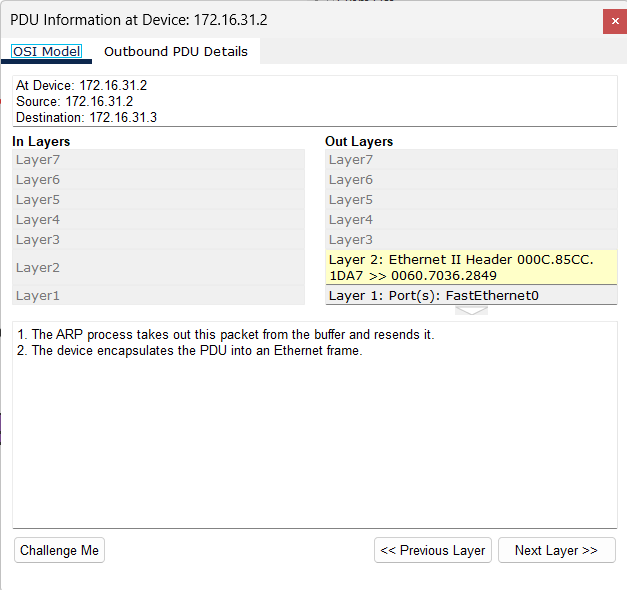 PDU Information at Device: 172.16.31.2
OSI Model
Outbound PDU Details
At Device: 172.16.31.2
Source: 172.16.31.2
Destination: 172.16.31.3
In Layers
Layer7
Layer6
Layer5
Layer4
Layer3
Layer2
Layer1
Out Layers
Layer7
Layer6
Layer5
Layer4
Layer3
Layer 2: Ethernet II Header 000C.85CC.
1DA7 >> 0060.7036.2849
Layer 1: Port(s): FastEthernet0
1. The ARP process takes out this packet from the buffer and resends it.
2. The device encapsulates the PDU into an Ethernet frame.
Challenge Me
<< Previous Layer
Next Layer >>